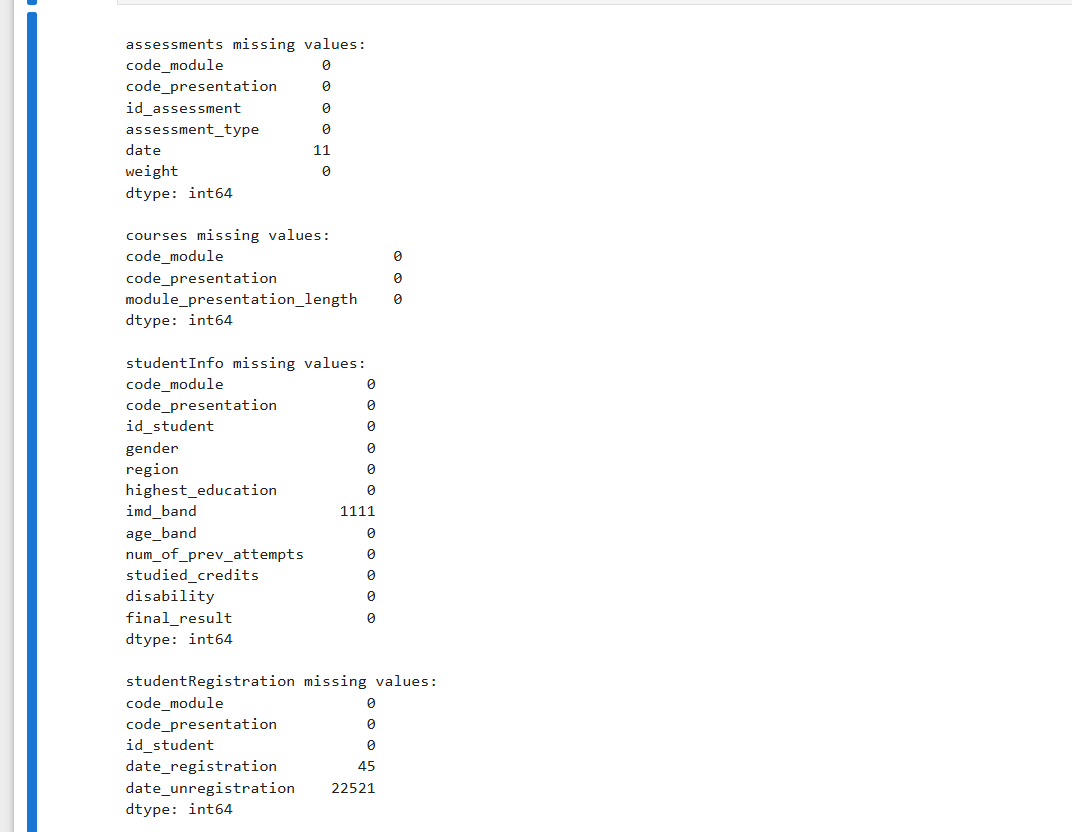 assessments missing values:
code_module 0
code_presentation 0
id_assessment 0
assessment_type 0
date 11
weight 0
dtype: int64
courses missing values:
code_module 0
code_presentation 0
module_presentation_length 0
dtype: int64
studentInfo missing values:
code_module 0
code_presentation 0
id_student 0
gender 0
region 0
highest_education 0
imd_band 1111
age_band 0
num_of_prev_attempts 0
studied_credits 0
disability 0
final_result 0
dtype: int64
studentRegistration missing values:
code_module 0
code_presentation 0
id_student 0
date_registration 45
date_unregistration 22521
dtype: int64